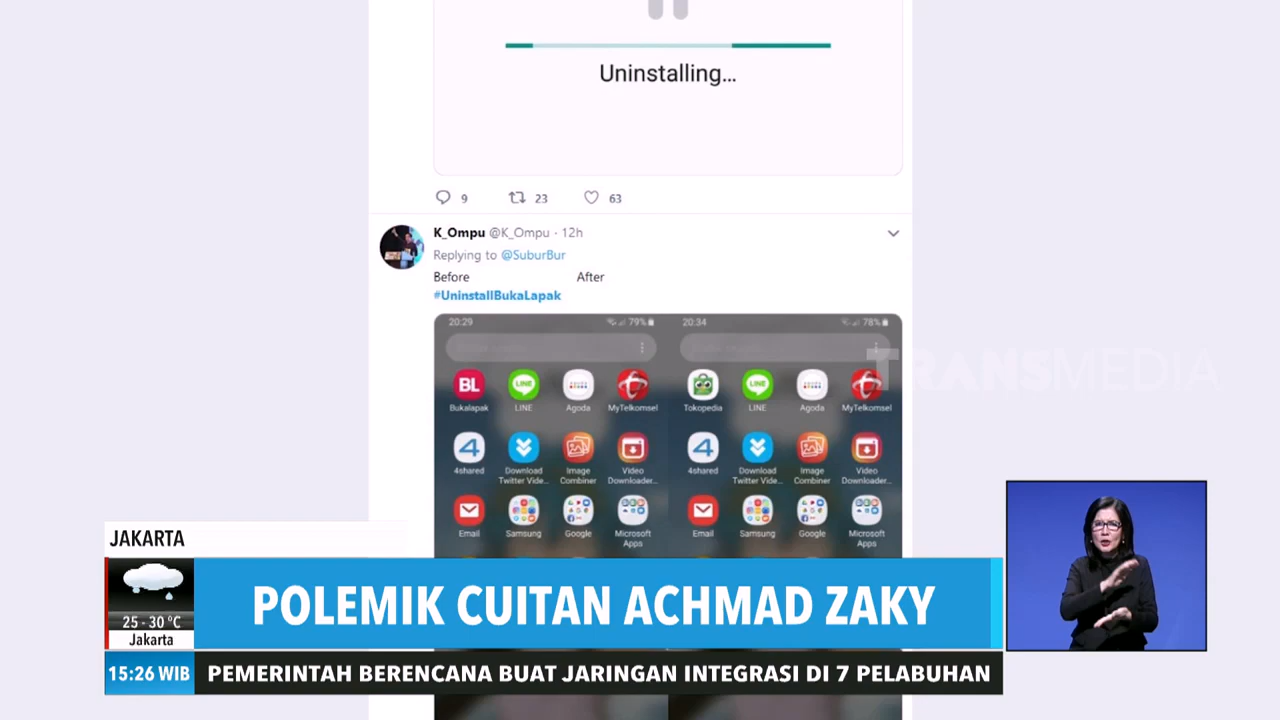 Uninstalling...
9 23 63
K_Ompu @K_Ompu · 12h
Replying to @SuburBur
Before After
#UninstallBukaLapak
20:29 79% 20:34 78%
BL
Bukalapak LINE Agoda MyTelkomsel Tokopedia LINE Agoda MyTelkomsel
TRANSMEDIA
4shared Download Twitter Vide... Image Combiner Video Downloader... 4shared Download Twitter Vide... Image Combiner Video Downloader...
Email Samsung Google Microsoft Apps Email Samsung Google Microsoft Apps
JAKARTA
POLEMIK CUITAN ACHMAD ZAKY
25 - 30 °C
Jakarta
15:26 WIB PEMERINTAH BERENCANA BUAT JARINGAN INTEGRASI DI 7 PELABUHAN